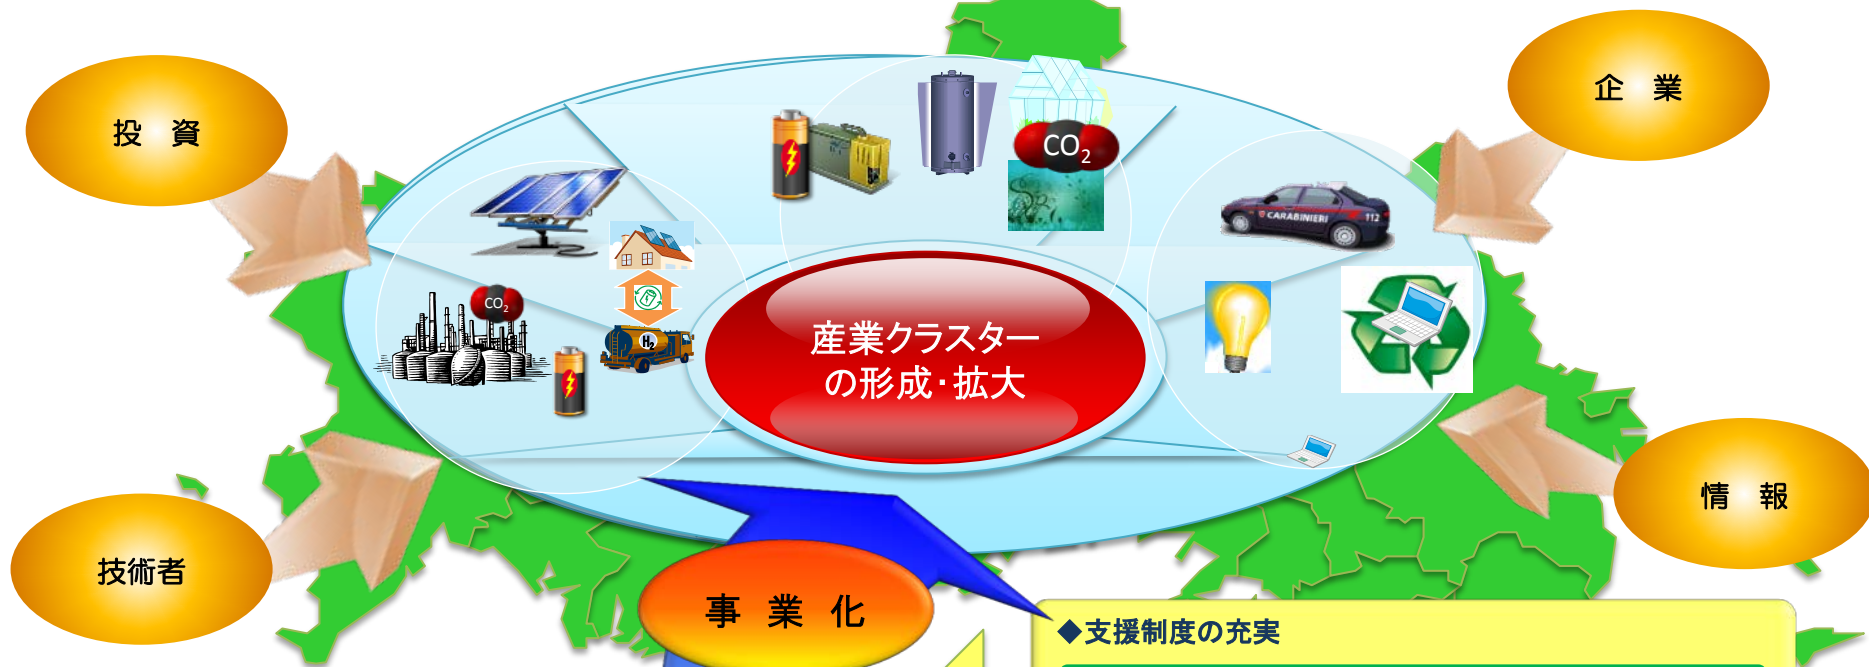 投 資
企 業
CO2
CARABINIERI 112
CO2
H2
産業クラスター
の形成・拡大
技術者
情 報
事 業 化
◆支援制度の充実